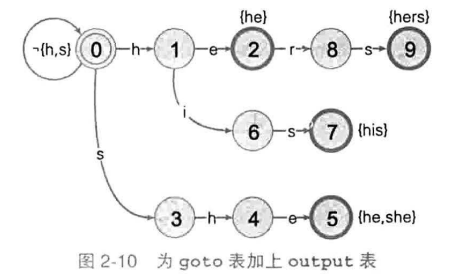 {he} {hers}
¬{h,s} 0 h 1 e 2 r 8 s 9
i
6 s 7 {his}
s
3 h 4 e 5 {he,she}
图 2-10 为 goto 表加上 output 表